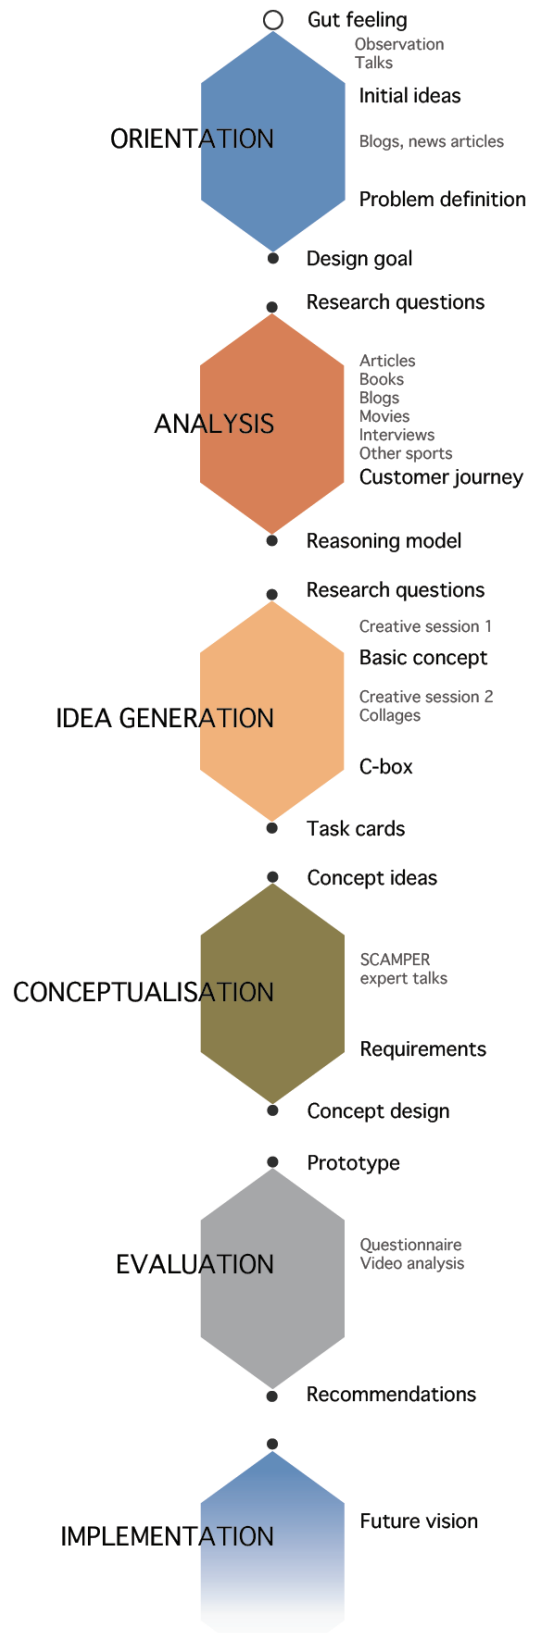 Gut feeling
Observation
Talks
Initial ideas
ORIENTATION
Blogs, news articles
Problem definition
Design goal
Research questions
Articles
Books
Blogs
Movies
ANALYSIS
Interviews
Other sports
Customer journey
Reasoning model
Research questions
Creative session 1
Basic concept
Creative session 2
IDEA GENERATION
Collages
C-box
Task cards
Concept ideas
SCAMPER
expert talks
CONCEPTUALISATION
Requirements
Concept design
Prototype
Questionnaire
EVALUATION
Video analysis
Recommendations
Future vision
IMPLEMENTATION